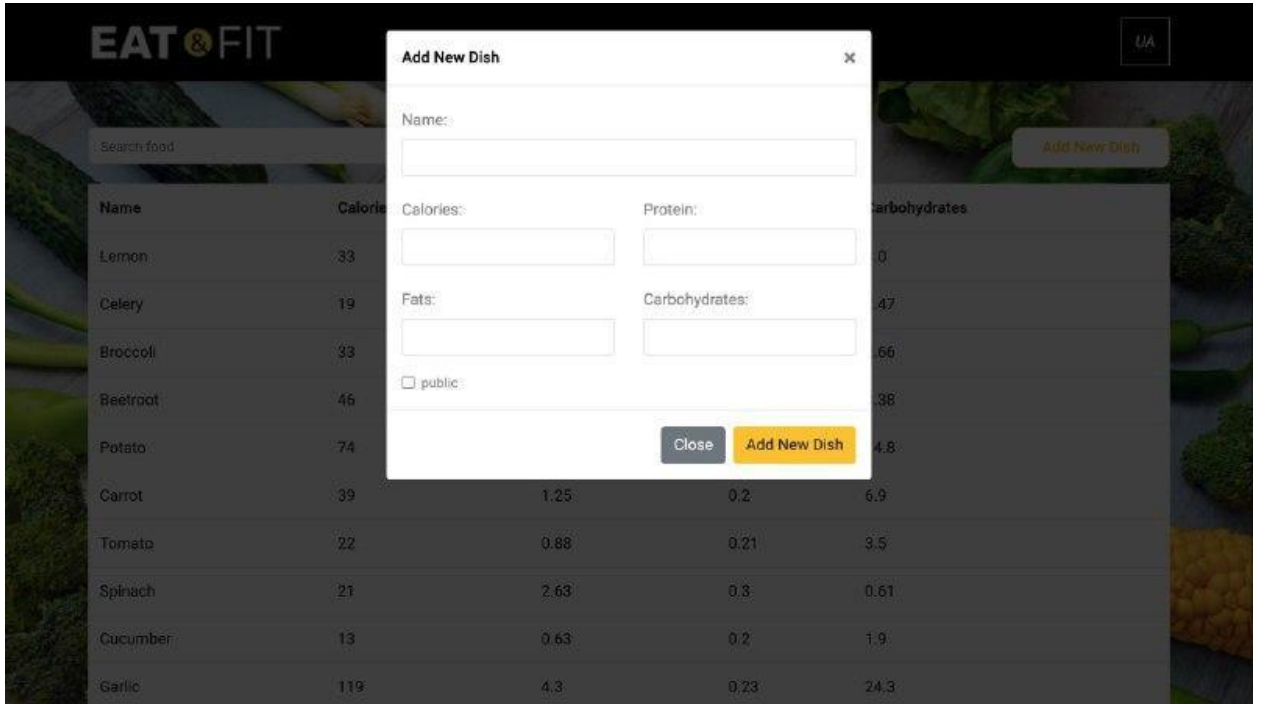 EAT & FIT
UA
Add New Dish ×
Name:
Calories: Protein:
Fats: Carbohydrates:
public
Close Add New Dish
Search food Add New Dish
Name Calorie arbohydrates
Lemon 33 .0
Celery 19 .47
Broccoli 33 .66
Beetroot 46 .38
Potato 74 4.8
Carrot 39 1.25 0.2 6.9
Tomato 22 0.88 0.21 3.5
Spinach 21 2.63 0.3 0.61
Cucumber 13 0.63 0.2 1.9
Garlic 119 4.3 0.23 24.3